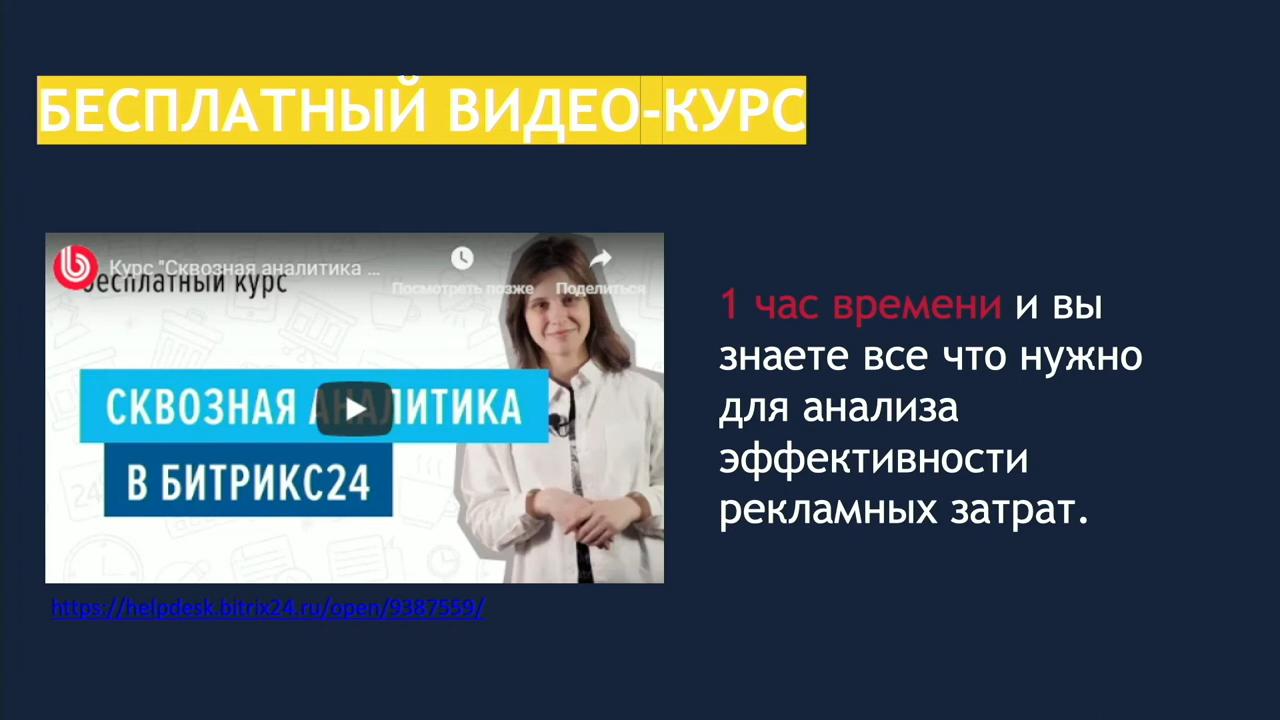 БЕСПЛАТНЫЙ ВИДЕО-КУРС
Курс "Сквозная аналитика ...
бесплатный курс
Посмотреть позже
Поделиться
СКВОЗНАЯ АНАЛИТИКА
В БИТРИКС24
24
https://helpdesk.bitrix24.ru/open/9387559/
1 час времени и вы
знаете все что нужно
для анализа
эффективности
рекламных затрат.